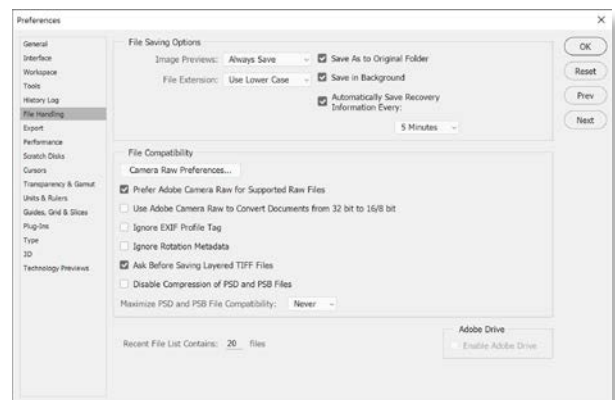 Preferences
General
Interface
Workspace
Tools
History Log
File Handling
Export
Performance
Scratch Disks
Cursors
Transparency & Gamut
Units & Rulers
Guides, Grid & Slices
Plug-Ins
Type
3D
Technology Previews
File Saving Options
Image Previews: Always Save
File Extension: Use Lower Case
Save As to Original Folder
Save in Background
Automatically Save Recovery
Information Every:
5 Minutes
File Compatibility
Camera Raw Preferences...
Prefer Adobe Camera Raw for Supported Raw Files
Use Adobe Camera Raw to Convert Documents from 32 bit to 16/8 bit
Ignore EXIF Profile Tag
Ignore Rotation Metadata
Ask Before Saving Layered TIFF Files
Disable Compression of PSD and PSB Files
Maximize PSD and PSB File Compatibility: Never
Recent File List Contains: 20 files
Adobe Drive
Enable Adobe Drive
OK
Reset
Prev
Next